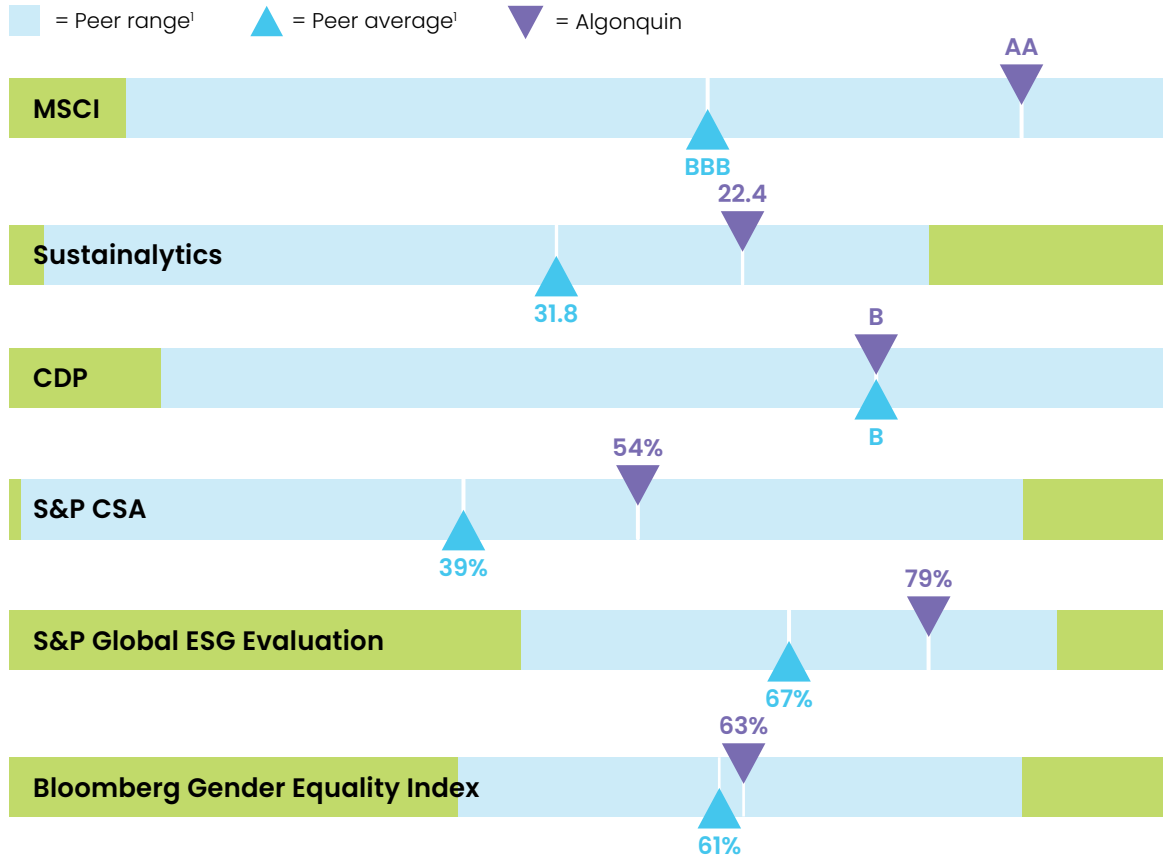 = Peer range¹ = Peer average¹ = Algonquin
AA
MSCI
BBB
22.4
Sustainalytics
31.8
B
CDP
B
54%
S&P CSA
39%
79%
S&P Global ESG Evaluation
67%
63%
Bloomberg Gender Equality Index
61%